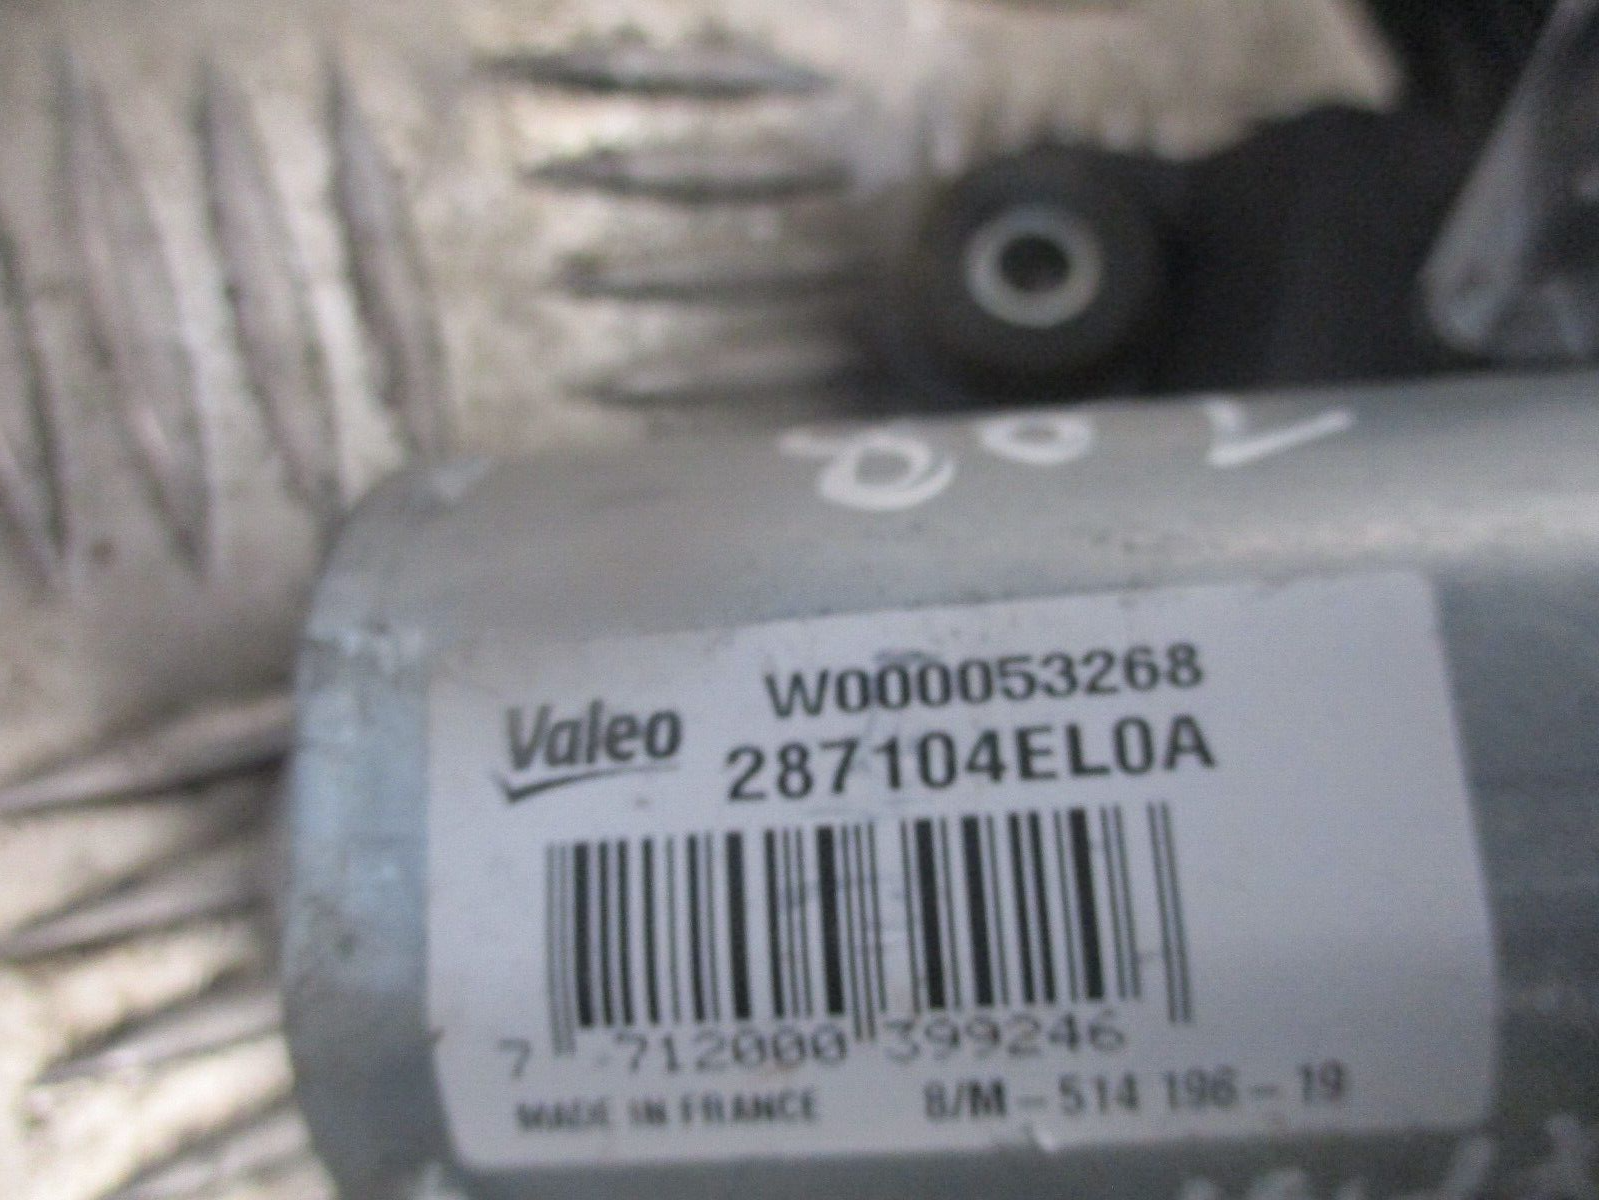 Valeo
W000053268
287104EL0A
7 712000 399246
MADE IN FRANCE 8/M - 514 196 - 19